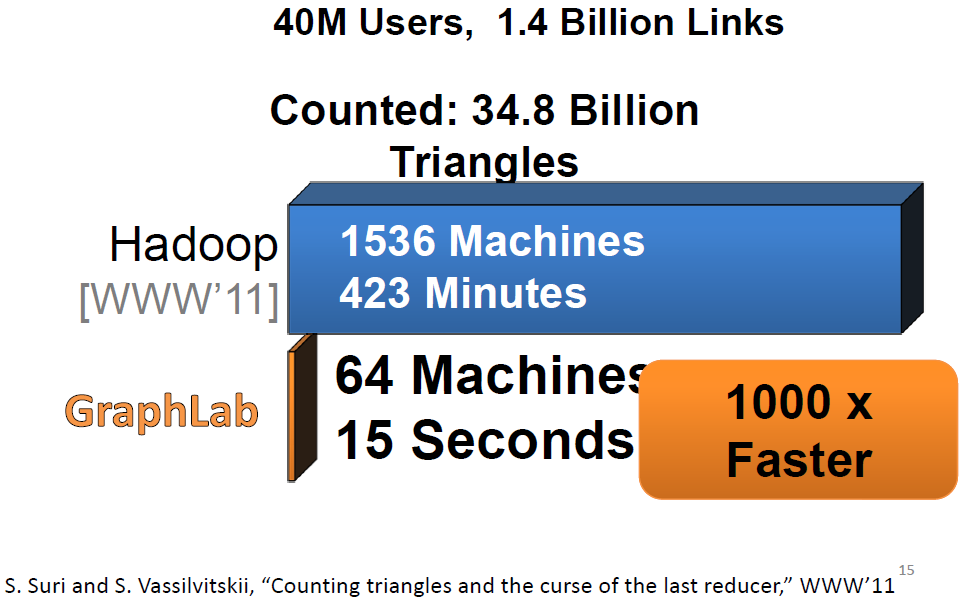 40M Users,  1.4 Billion Links
Counted: 34.8 Billion
Triangles
Hadoop
[WWW’11]
1536 Machines
423 Minutes
GraphLab
64 Machines
15 Seconds
1000 x
Faster
S. Suri and S. Vassilvitskii, “Counting triangles and the curse of the last reducer,” WWW’11
15